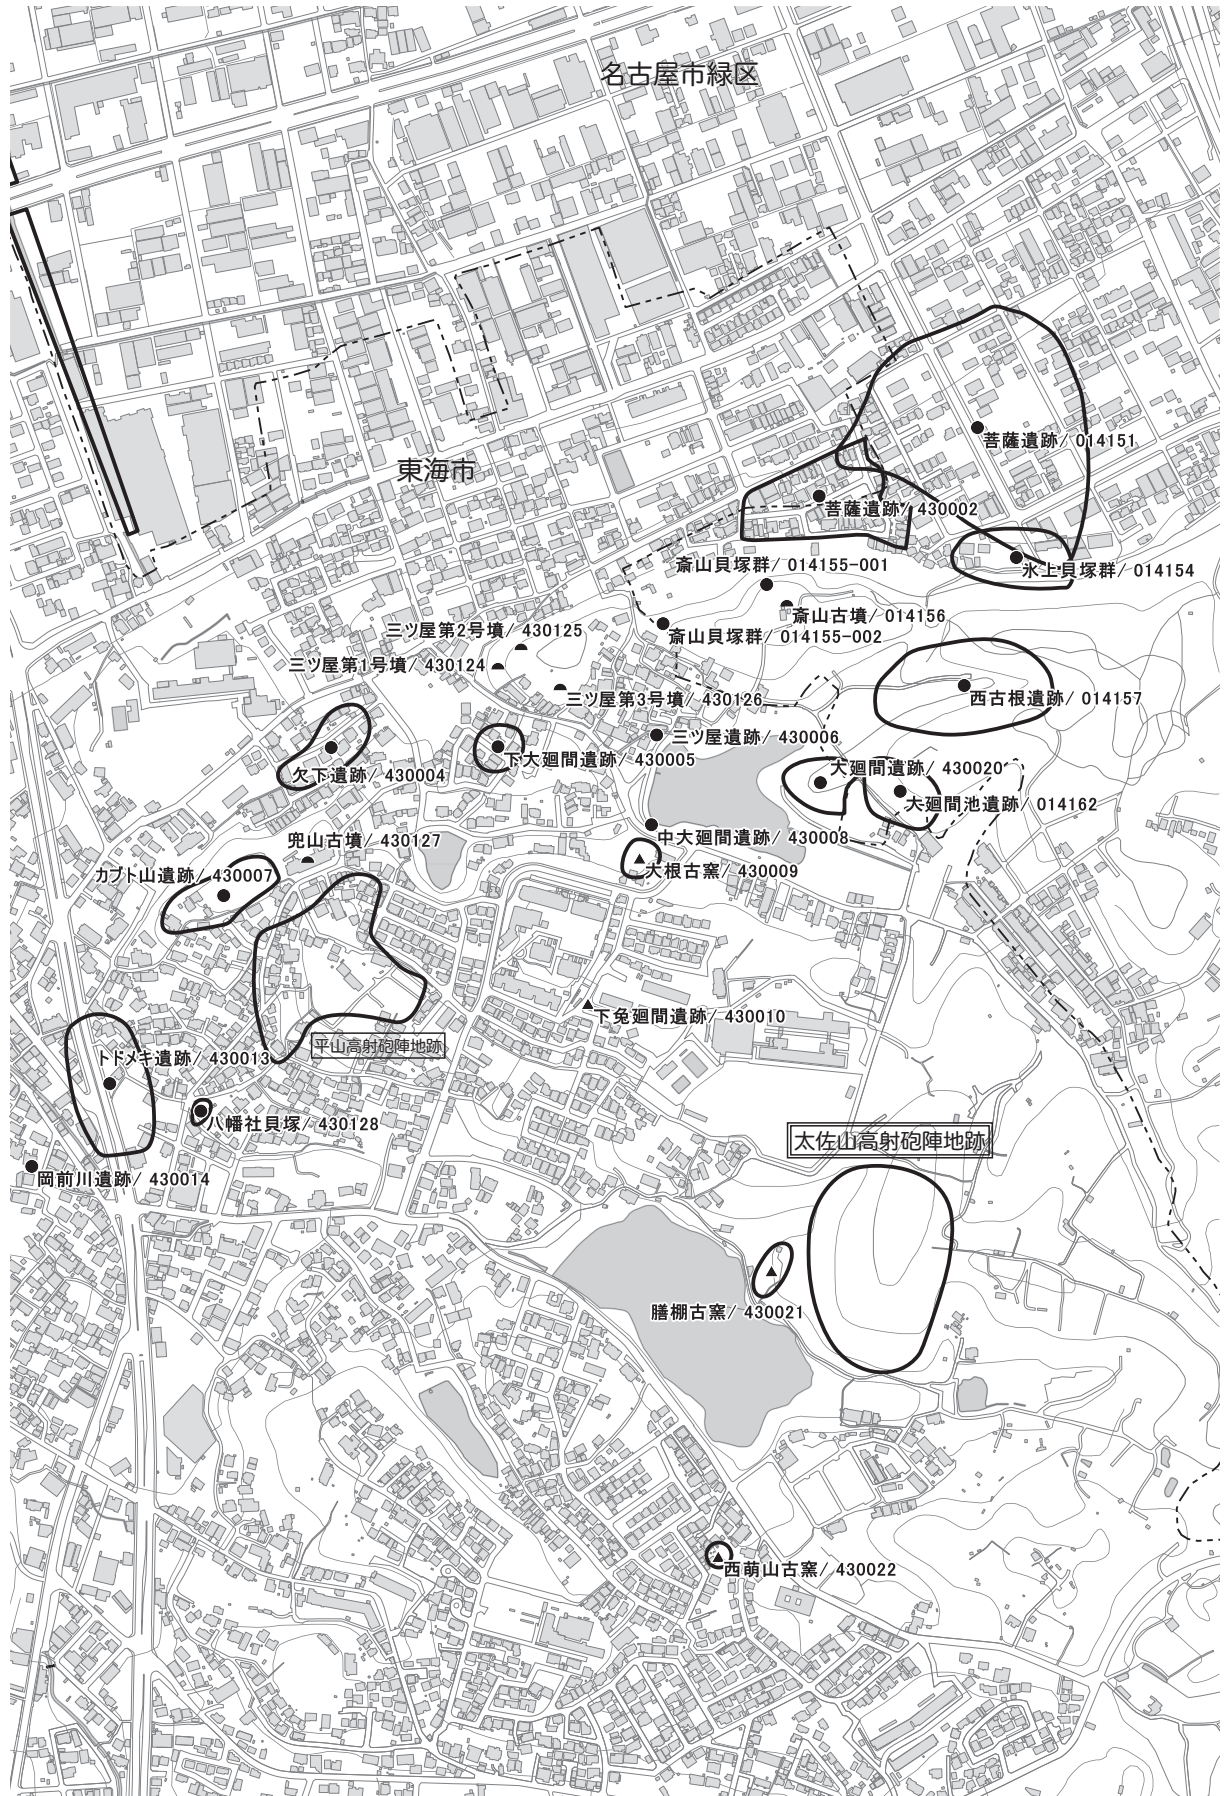 名古屋市緑区
菩薩遺跡/ 014151
東海市
菩薩遺跡/ 430002
斎山貝塚群/ 014155-001
氷上貝塚群/ 014154
斎山古墳/ 014156
三ツ屋第2号墳/ 430125
斎山貝塚群/ 014155-002
三ツ屋第1号墳/ 430124
三ツ屋第3号墳/ 430126
西古根遺跡/ 014157
三ツ屋遺跡/ 430006
下大廻間遺跡/ 430005
大廻間遺跡/ 430020
欠下遺跡/ 430004
大廻間池遺跡/ 014162
中大廻間遺跡/ 430008
兜山古墳/ 430127
大根古窯/ 430009
カブト山遺跡/ 430007
下兔廻間遺跡/ 430010
平山高射砲陣地跡
トドメキ遺跡/ 430013
八幡社貝塚/ 430128
太佐山高射砲陣地跡
岡前川遺跡/ 430014
膳棚古窯/ 430021
西萌山古窯/ 430022